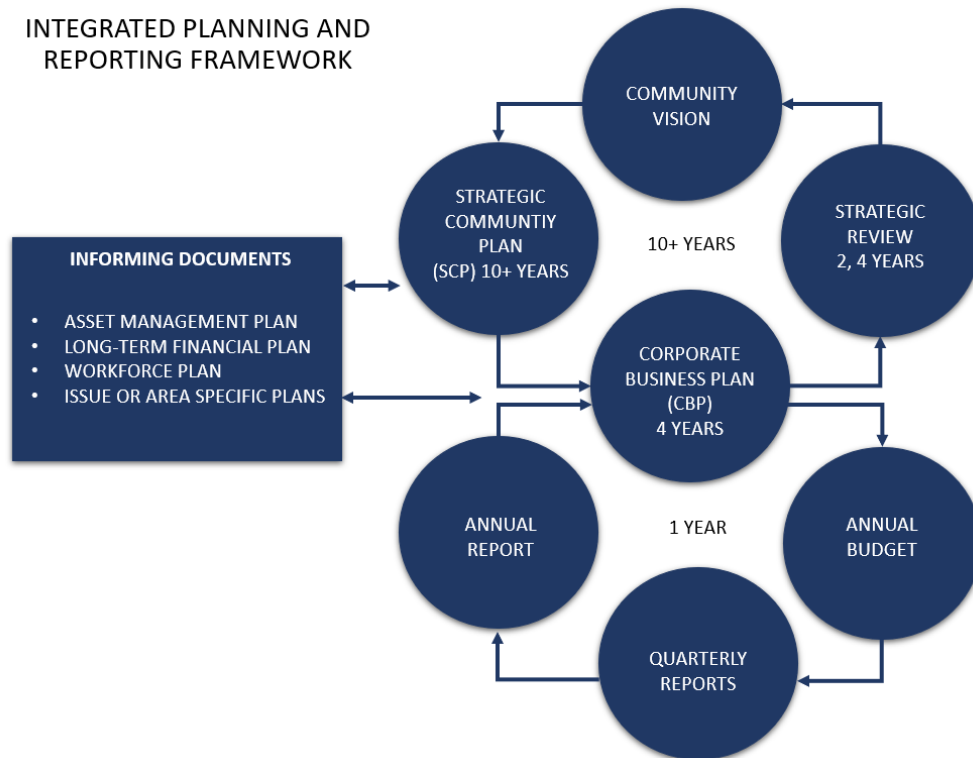 INTEGRATED PLANNING AND
REPORTING FRAMEWORK
COMMUNITY
VISION
STRATEGIC
COMMUNTIY
PLAN
(SCP) 10+ YEARS
10+ YEARS
STRATEGIC
REVIEW
2, 4 YEARS
INFORMING DOCUMENTS
• ASSET MANAGEMENT PLAN
• LONG-TERM FINANCIAL PLAN
• WORKFORCE PLAN
• ISSUE OR AREA SPECIFIC PLANS
CORPORATE
BUSINESS PLAN
(CBP)
4 YEARS
ANNUAL
REPORT
1 YEAR
ANNUAL
BUDGET
QUARTERLY
REPORTS